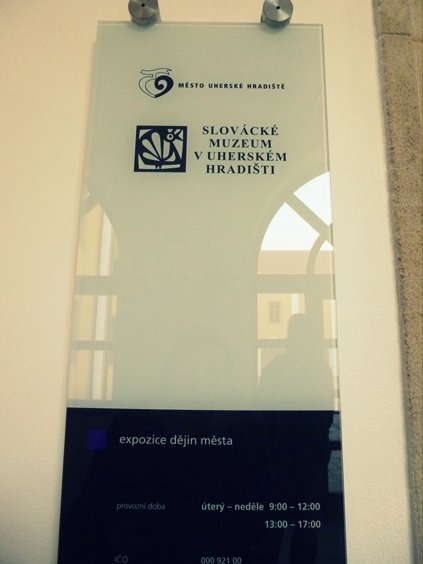 MĚSTO UHERSKÉ HRADIŠTĚ
SLOVÁCKÉ
MUZEUM
V UHERSKÉM
HRADIŠTI
expozice dějin města
provozní doba úterý – neděle 9:00 – 12:00
13:00 – 17:00
IČO 000 921 00